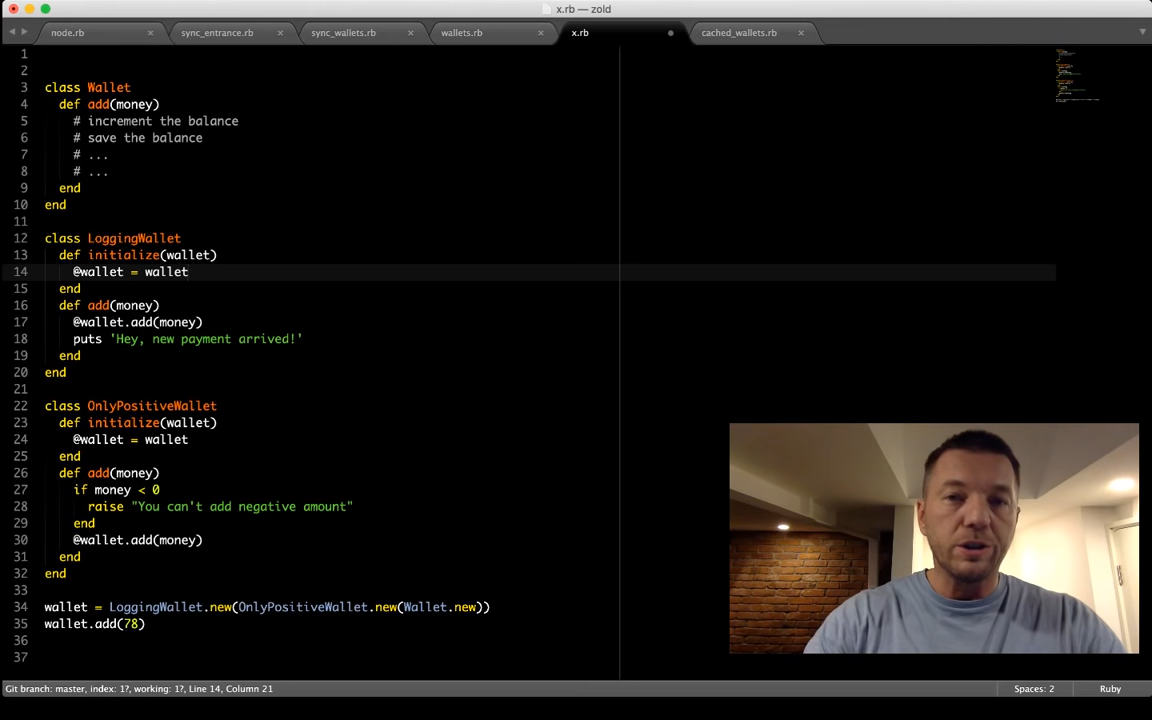 x.rb — zold
node.rb
sync_entrance.rb
sync_wallets.rb
wallets.rb
x.rb
cached_wallets.rb
1
2
3 class Wallet
4 def add(money)
5 # increment the balance
6 # save the balance
7 # ...
8 # ...
9 end
10 end
11
12 class LoggingWallet
13 def initialize(wallet)
14 @wallet = wallet
15 end
16 def add(money)
17 @wallet.add(money)
18 puts 'Hey, new payment arrived!'
19 end
20 end
21
22 class OnlyPositiveWallet
23 def initialize(wallet)
24 @wallet = wallet
25 end
26 def add(money)
27 if money < 0
28 raise "You can't add negative amount"
29 end
30 @wallet.add(money)
31 end
32 end
33
34 wallet = LoggingWallet.new(OnlyPositiveWallet.new(Wallet.new))
35 wallet.add(78)
36
37
Git branch: master, index: 1?, working: 1?, Line 14, Column 21
Spaces: 2
Ruby